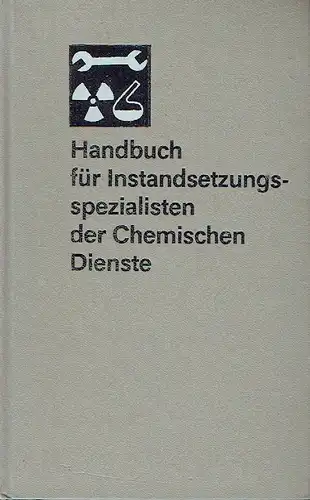 Handbuch
für Instandsetzungs-
spezialisten
der Chemischen
Dienste